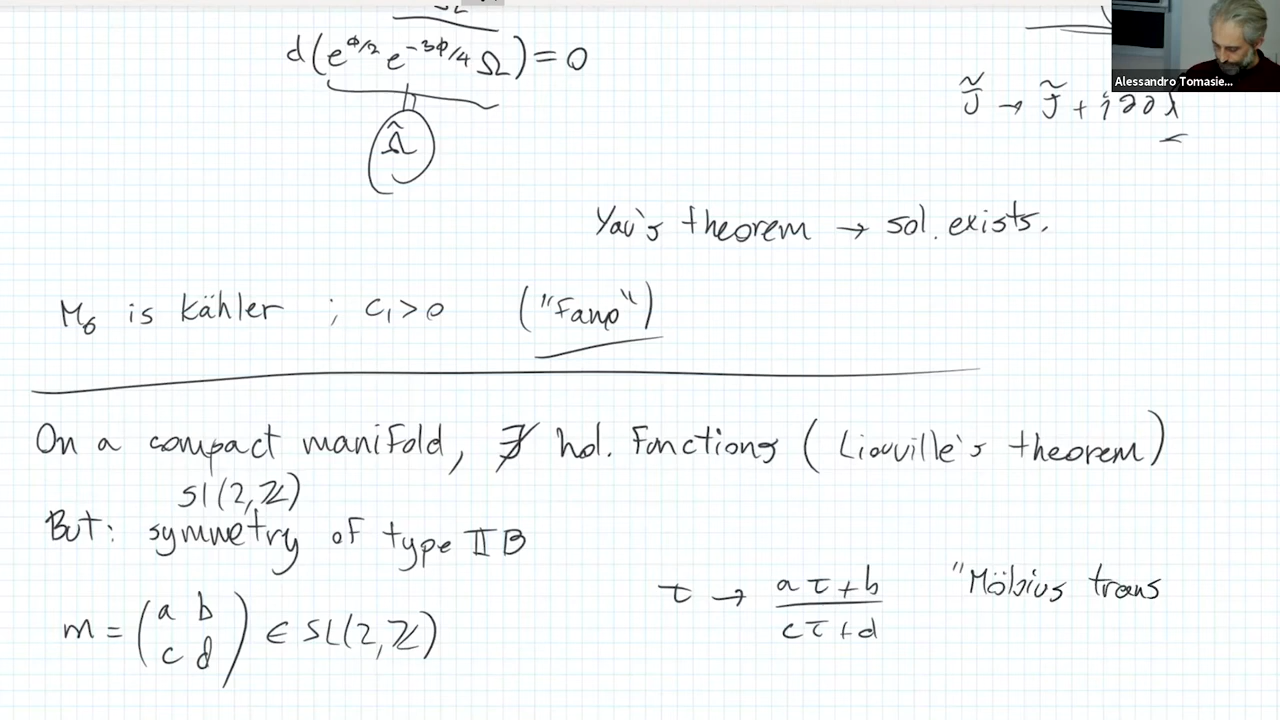 d(e^{φ/2} e^{-3φ/4} Ω) = 0
Ω̃
Alessandro Tomasie...
J̃ → J̃ + i∂∂λ
Yau's theorem → sol. exists.
M₆ is Kähler ; c₁ > 0 ("Fano")
On a compact manifold, ∄ hol. functions (Liouville's theorem)
Sl(2,ℤ)
But: symmetry of type IIB
m = (a b; c d) ∈ SL(2,ℤ)
τ → (aτ+b)/(cτ+d) "Möbius trans